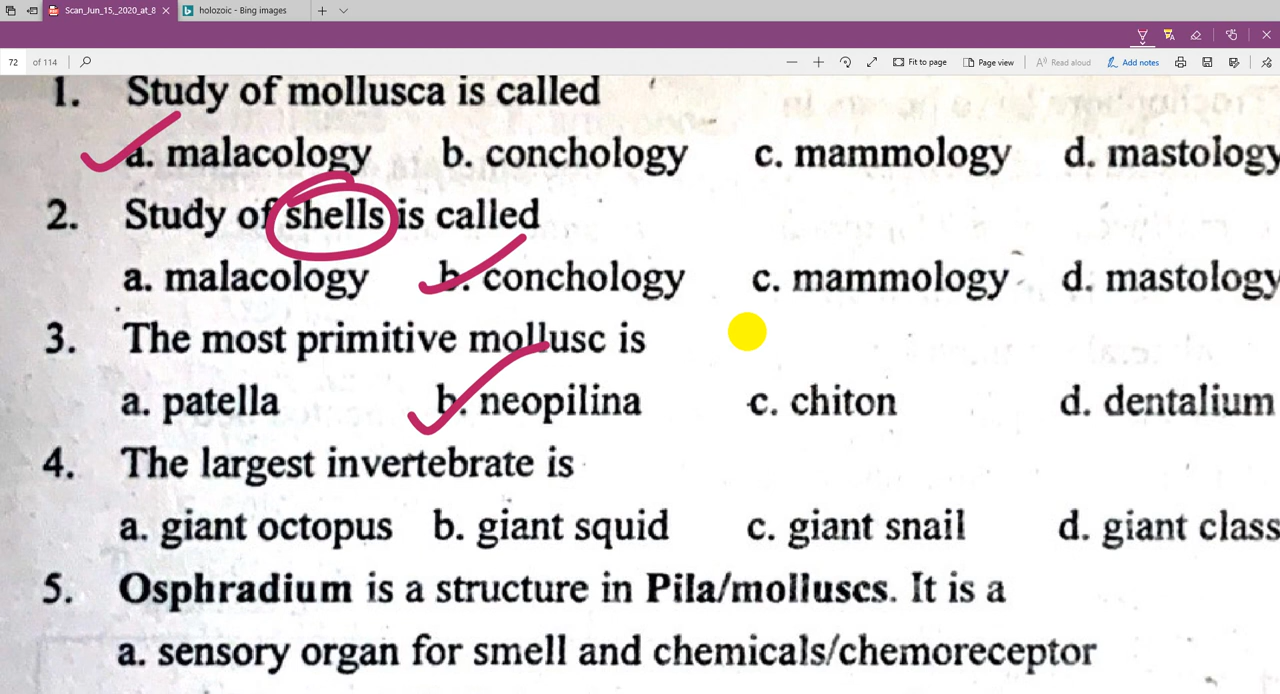 Scan_Jun_15,_2020_at_8
holozoic - Bing images
72 of 114
Fit to page
Page view
Read aloud
Add notes
1. Study of mollusca is called
a. malacology b. conchology c. mammology d. mastology
2. Study of shells is called
a. malacology b. conchology c. mammology d. mastology
3. The most primitive mollusc is
a. patella b. neopilina c. chiton d. dentalium
4. The largest invertebrate is
a. giant octopus b. giant squid c. giant snail d. giant class
5. Osphradium is a structure in Pila/molluscs. It is a
a. sensory organ for smell and chemicals/chemoreceptor